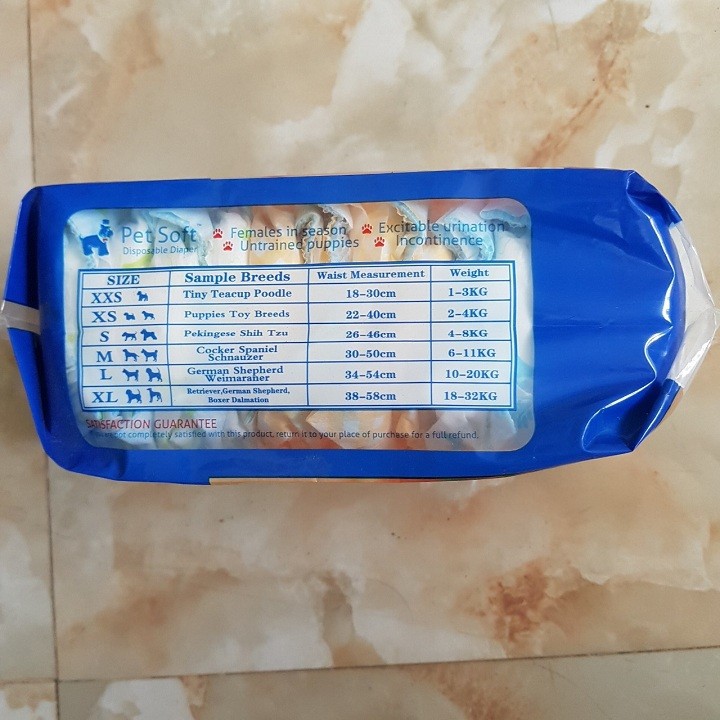 Pet Soft™
Disposable Diaper
Females in season
Untrained puppies
Excitable urination
Incontinence
SIZE Sample Breeds Waist Measurement Weight
XXS Tiny Teacup Poodle 18-30cm 1-3KG
XS Puppies Toy Breeds 22-40cm 2-4KG
S Pekingese Shih Tzu 26-46cm 4-8KG
M Cocker Spaniel Schnauzer 30-50cm 6-11KG
L German Shepherd Weimaraner 34-54cm 10-20KG
XL Retriever,German Shepherd, Boxer Dalmation 38-58cm 18-32KG
SATISFACTION GUARANTEE
not completely satisfied with this product, return it to your place of purchase for a full refund.